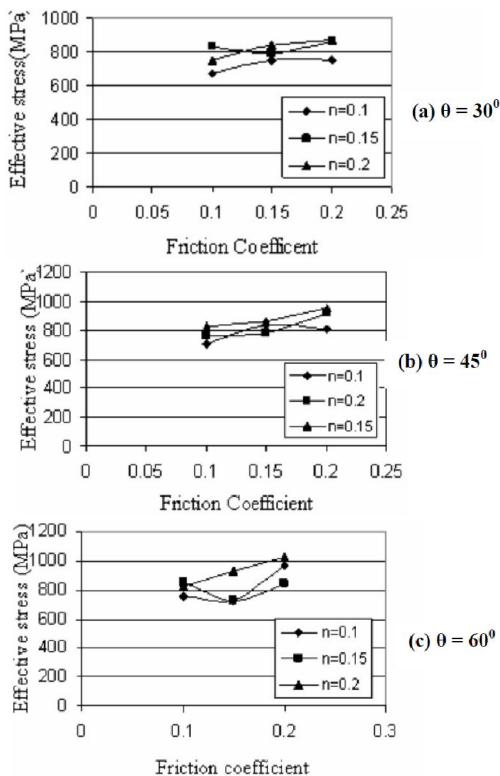 Effective stress(MPa)
1000
800
600
400
200
0
0
0.05
0.1
0.15
0.2
0.25
Friction Coefficent
n=0.1
n=0.15
n=0.2
(a) θ = 30⁰
Effective stress (MPa)
1200
1000
800
600
400
200
0
0
0.05
0.1
0.15
0.2
0.25
Friction Coefficient
n=0.1
n=0.2
n=0.15
(b) θ = 45⁰
Effective stress (MPa)
1200
1000
800
600
400
200
0
0
0.1
0.2
0.3
Friction coefficient
n=0.1
n=0.15
n=0.2
(c) θ = 60⁰